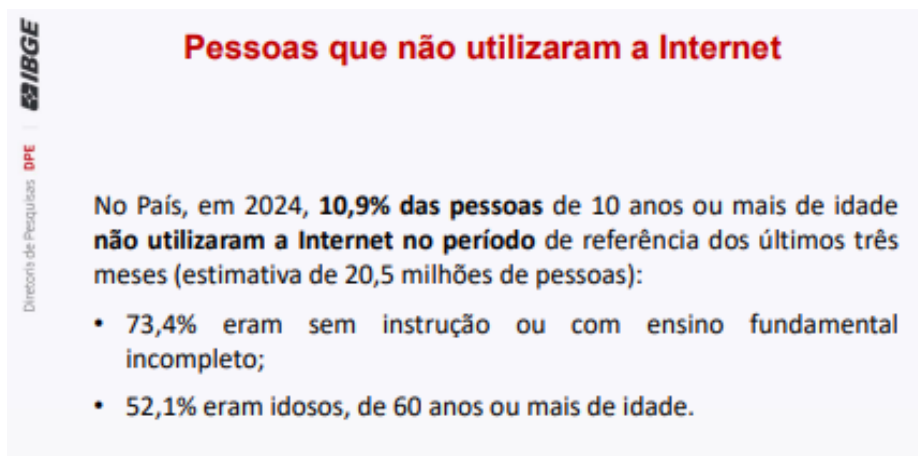 IBGE
Diretoria de Pesquisas DPE |
Pessoas que não utilizaram a Internet
No País, em 2024, 10,9% das pessoas de 10 anos ou mais de idade
não utilizaram a Internet no período de referência dos últimos três
meses (estimativa de 20,5 milhões de pessoas):
• 73,4% eram sem instrução ou com ensino fundamental
incompleto;
• 52,1% eram idosos, de 60 anos ou mais de idade.